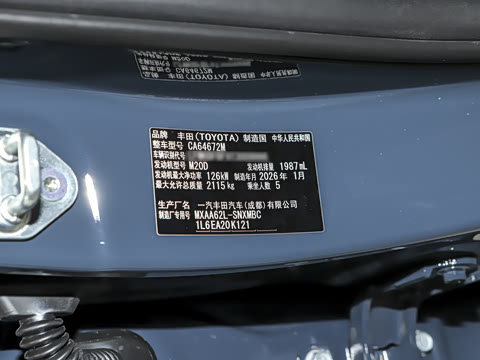 品牌 丰田(TOYOTA) 制造国 中华人民共和国
整车型号 CA64672M
车辆识别代号
发动机型号 M20D 发动机排量 1987mL
发动机最大净功率 126kW 制造年月 2026年 1月
最大允许总质量 2115kg 乘坐人数 5
生产厂名 一汽丰田汽车(成都)有限公司
制造厂专用号 MXAA62L-SNXMBC
1L6EA20K121